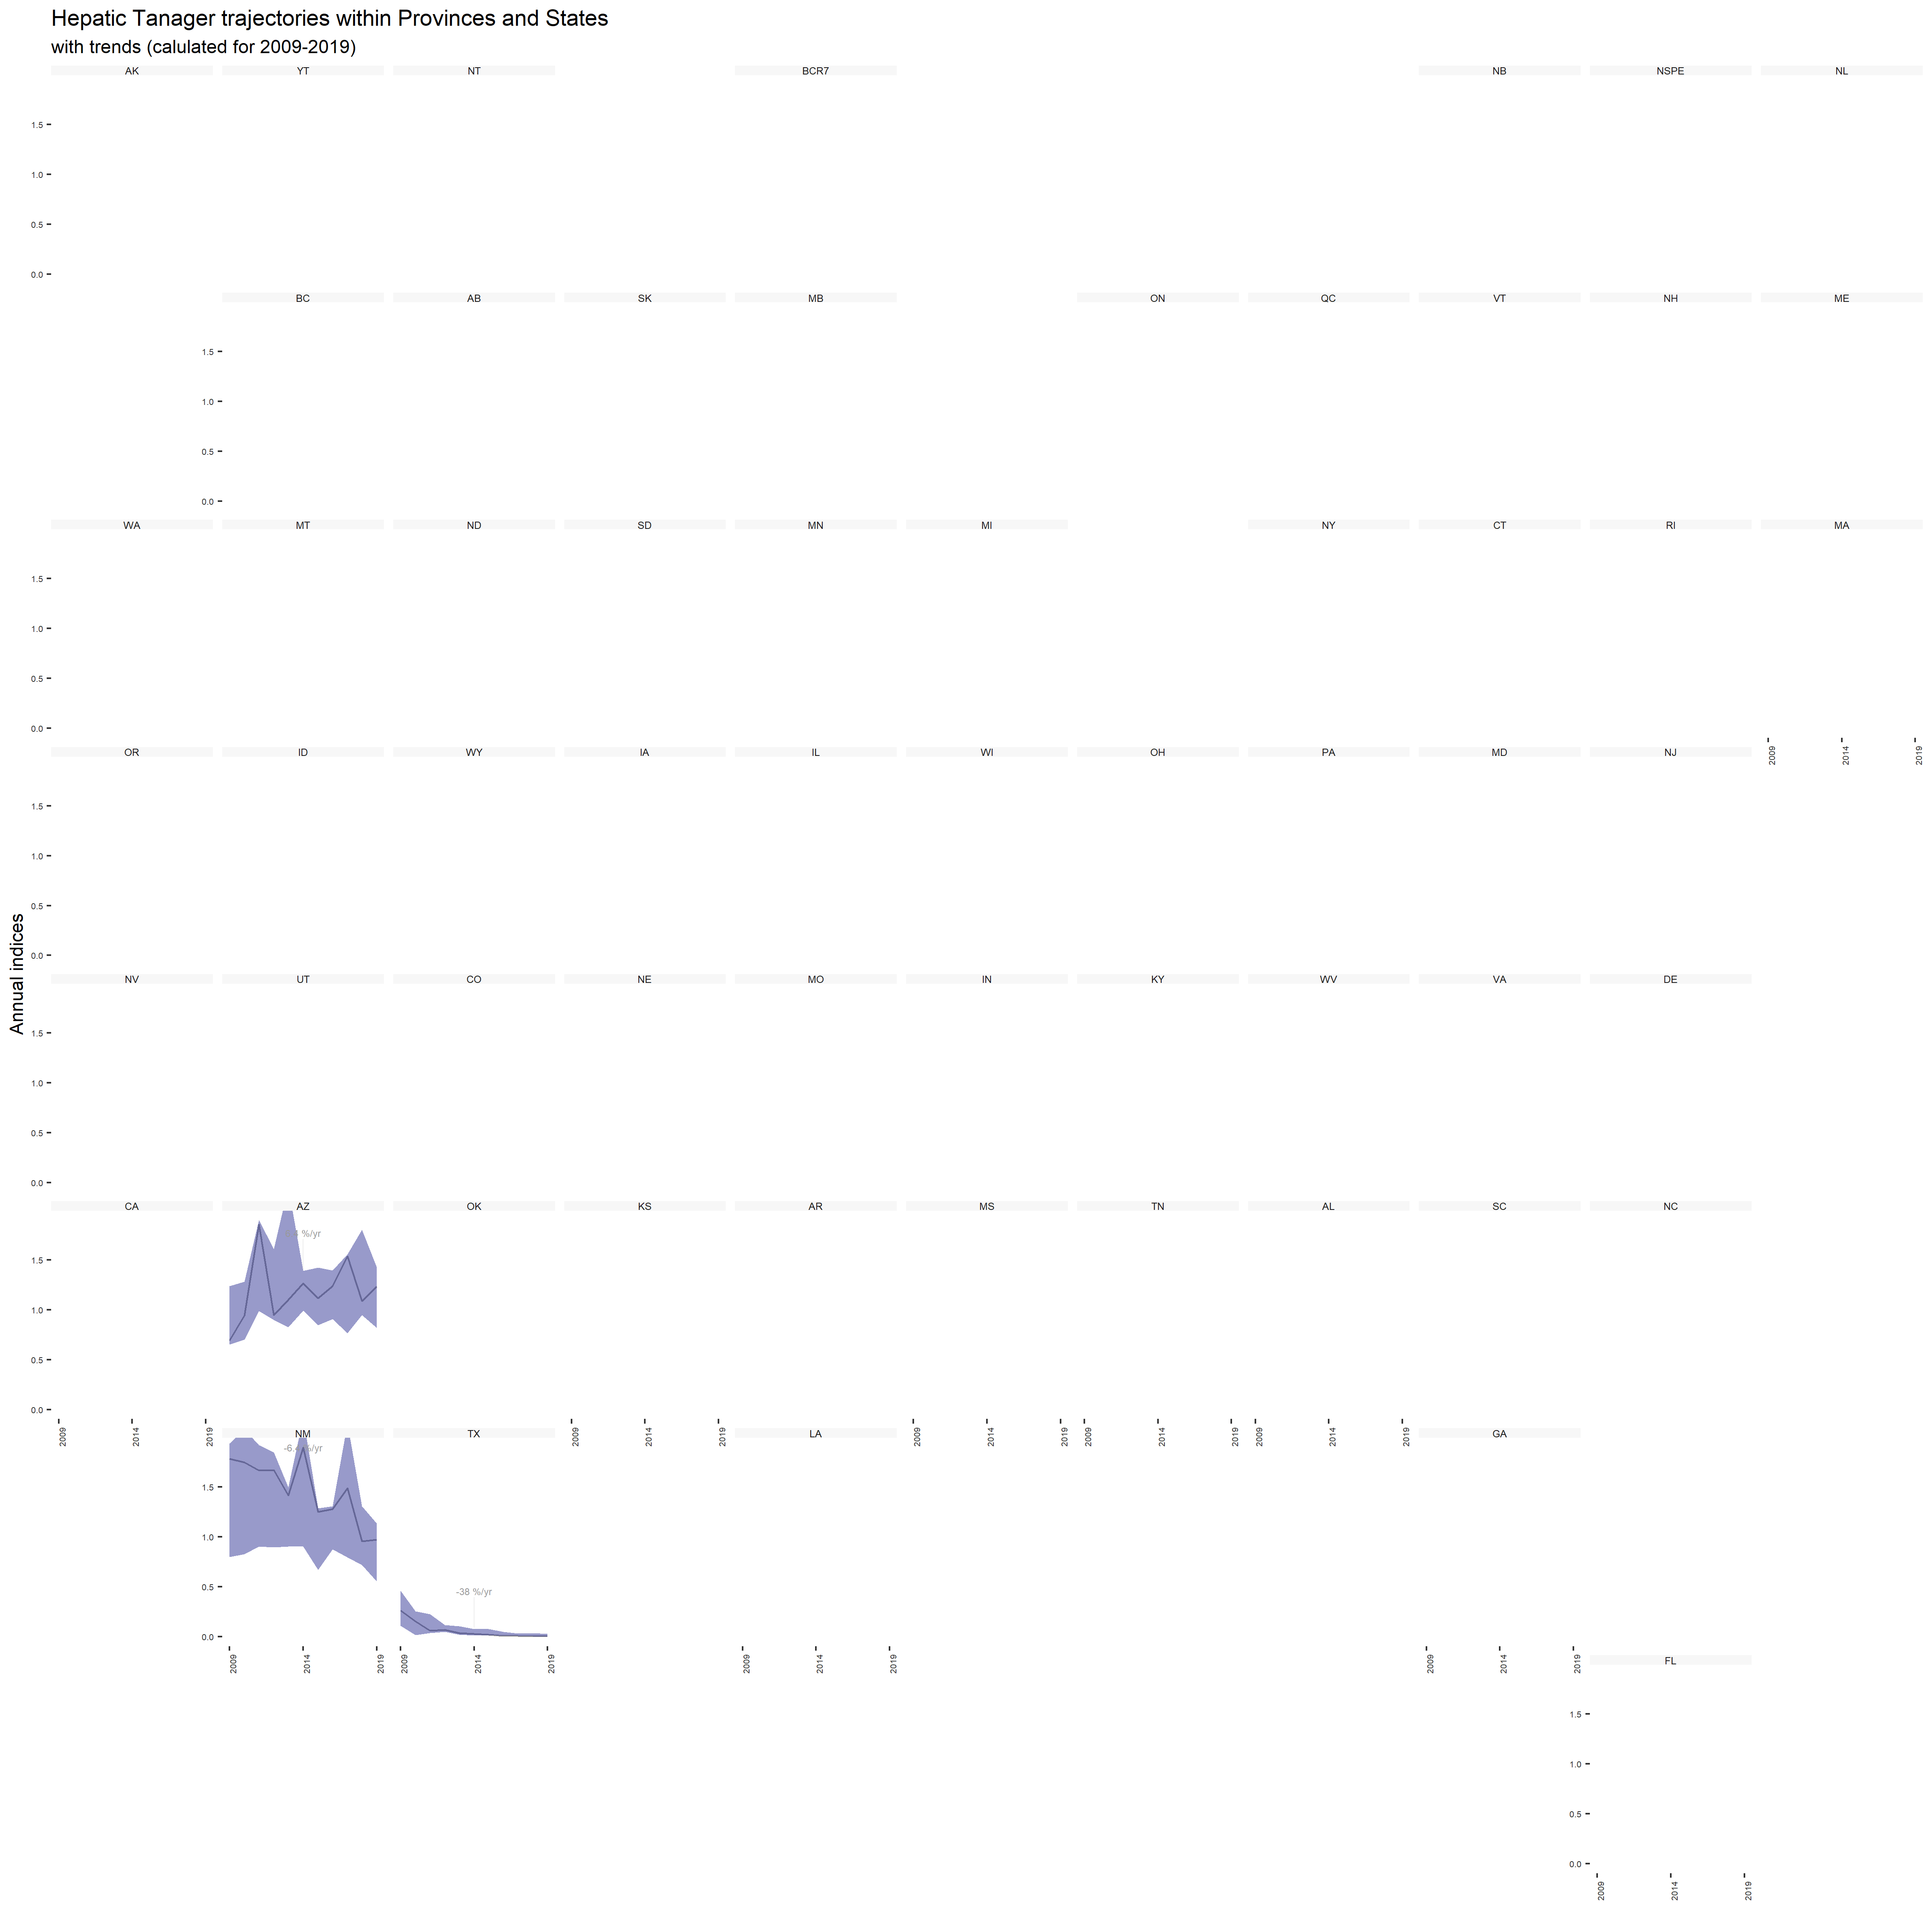 Hepatic Tanager trajectories within Provinces and States
with trends (calulated for 2009-2019)
AK YT NT BCR7 NB NSPE NL
1.5
1.0
0.5
0.0
BC AB SK MB ON QC VT NH ME
1.5
1.0
0.5
0.0
WA MT ND SD MN MI NY CT RI MA
1.5
1.0
0.5
0.0
2009 2014 2019
OR ID WY IA IL WI OH PA MD NJ
1.5
1.0
0.5
0.0
Annual indices
NV UT CO NE MO IN KY WV VA DE
1.5
1.0
0.5
0.0
CA AZ OK KS AR MS TN AL SC NC
%/yr
1.5
1.0
0.5
0.0
2009 2014 2019 2009 2014 2019 2009 2014 2019 2009 2014 2019 2009 2014 2019
NM TX LA GA
%/yr
1.5
1.0
0.5
0.0
-38 %/yr
2009 2014 2019 2009 2014 2019 2009 2014 2019 2009 2014 2019
FL
1.5
1.0
0.5
0.0
2009 2014 2019